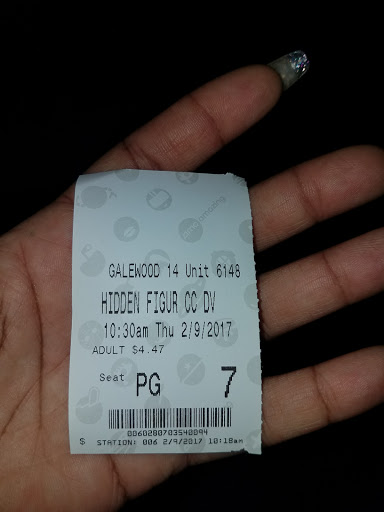 GALEWOOD 14 Unit 6148
HIDDEN FIGUR CC DV
10:30am Thu 2/9/2017
ADULT $4.47
Seat PG 7
0060280703540094
$ STATION: 006 2/9/2017 10:18am